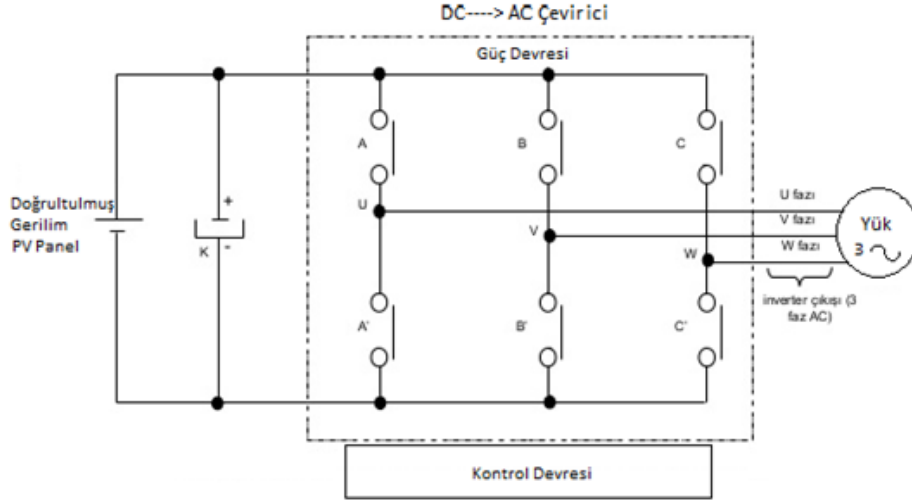 DC----> AC Çevirici
Güç Devresi
A
B
C
Doğrultulmuş
Gerilim
PV Panel
+
K
-
U
V
W
U fazı
V fazı
W fazı
Yük
3
inverter çıkışı (3
faz AC)
A'
B'
C'
Kontrol Devresi